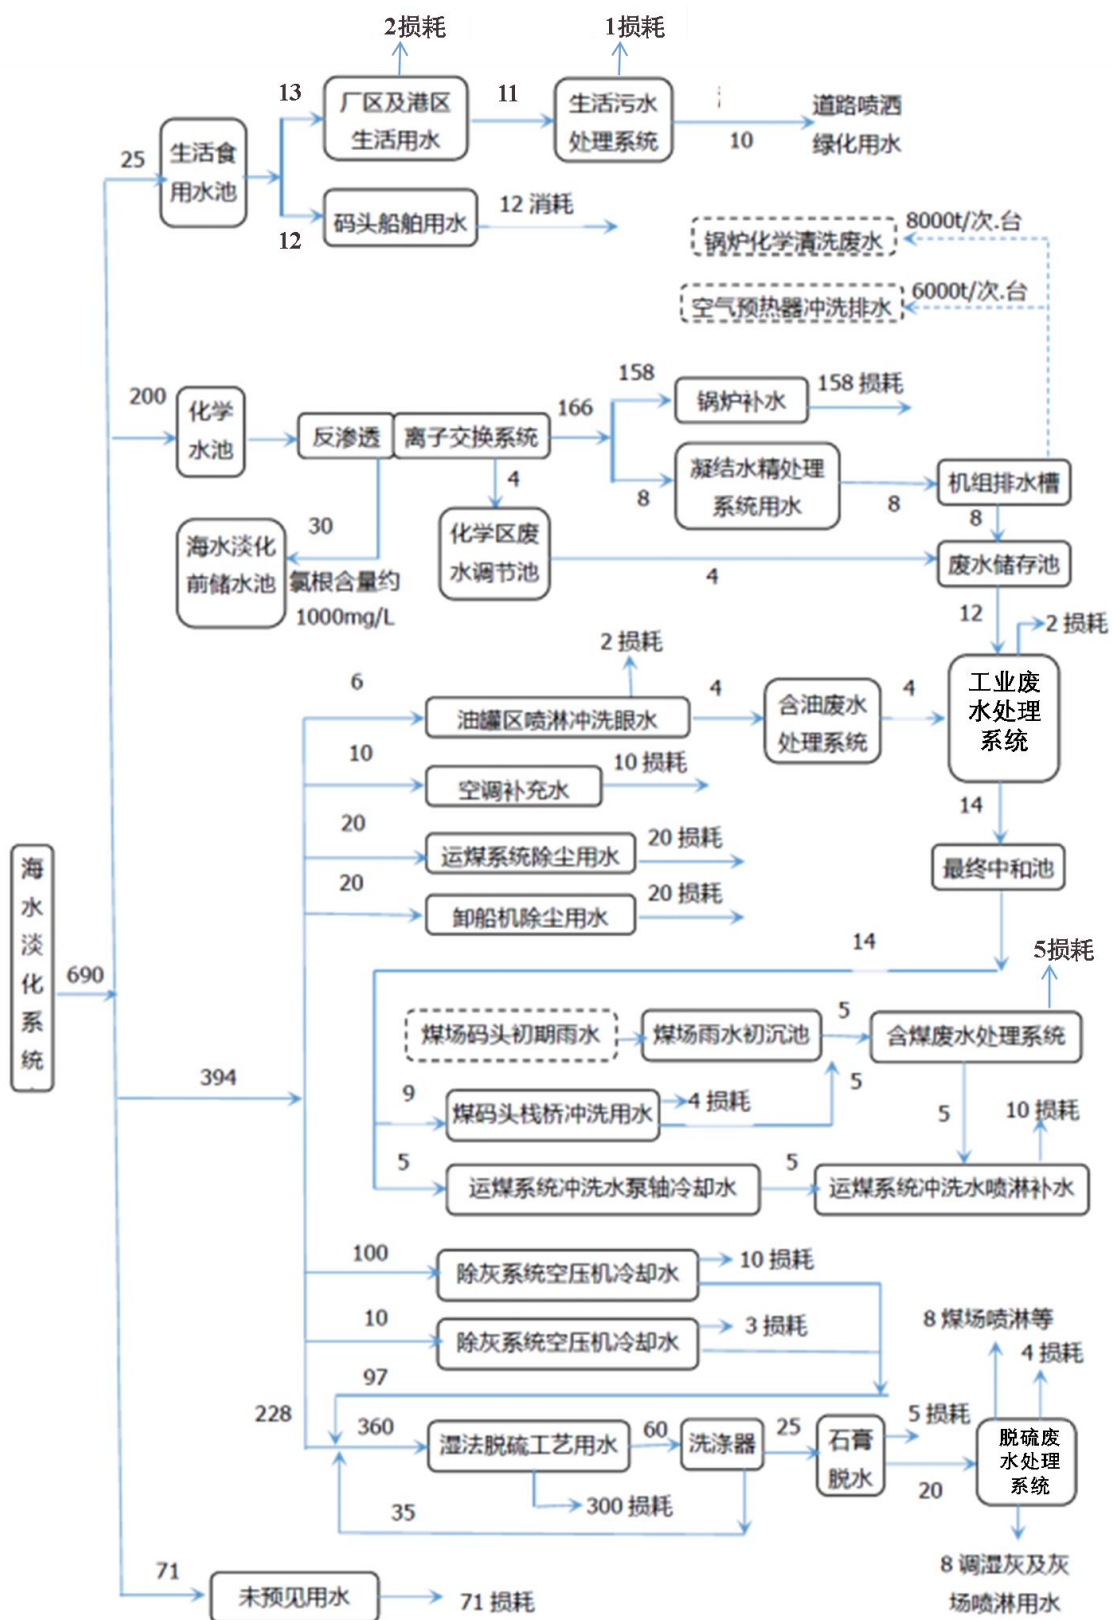 2损耗
1损耗
13
厂区及港区
生活用水
11
生活污水
处理系统
10
道路喷洒
绿化用水
25
生活食
用水池
12
码头船舶用水
12 消耗
锅炉化学清洗废水
8000t/次.台
空气预热器冲洗排水
6000t/次.台
200
化学
水池
反渗透
离子交换系统
166
158
锅炉补水
158 损耗
8
凝结水精处理
系统用水
8
机组排水槽
8
4
30
海水淡化
前储水池
氯根含量约
1000mg/L
化学区废
水调节池
4
废水储存池
12
2 损耗
2 损耗
6
油罐区喷淋冲洗眼水
4
含油废水
处理系统
4
工业废
水处理
系统
10
空调补充水
10 损耗
14
20
运煤系统除尘用水
20 损耗
最终中和池
20
卸船机除尘用水
20 损耗
海水淡化系统
690
14
5损耗
煤场码头初期雨水
煤场雨水初沉池
5
含煤废水处理系统
394
9
煤码头栈桥冲洗用水
4 损耗
5
5
10 损耗
5
运煤系统冲洗水泵轴冷却水
5
运煤系统冲洗水喷淋补水
100
除灰系统空压机冷却水
10 损耗
10
除灰系统空压机冷却水
3 损耗
8 煤场喷淋等
4 损耗
97
228
360
湿法脱硫工艺用水
60
洗涤器
25
石膏
脱水
5 损耗
20
脱硫废
水处理
系统
300 损耗
35
8 调湿灰及灰
场喷淋用水
71
未预见用水
71 损耗